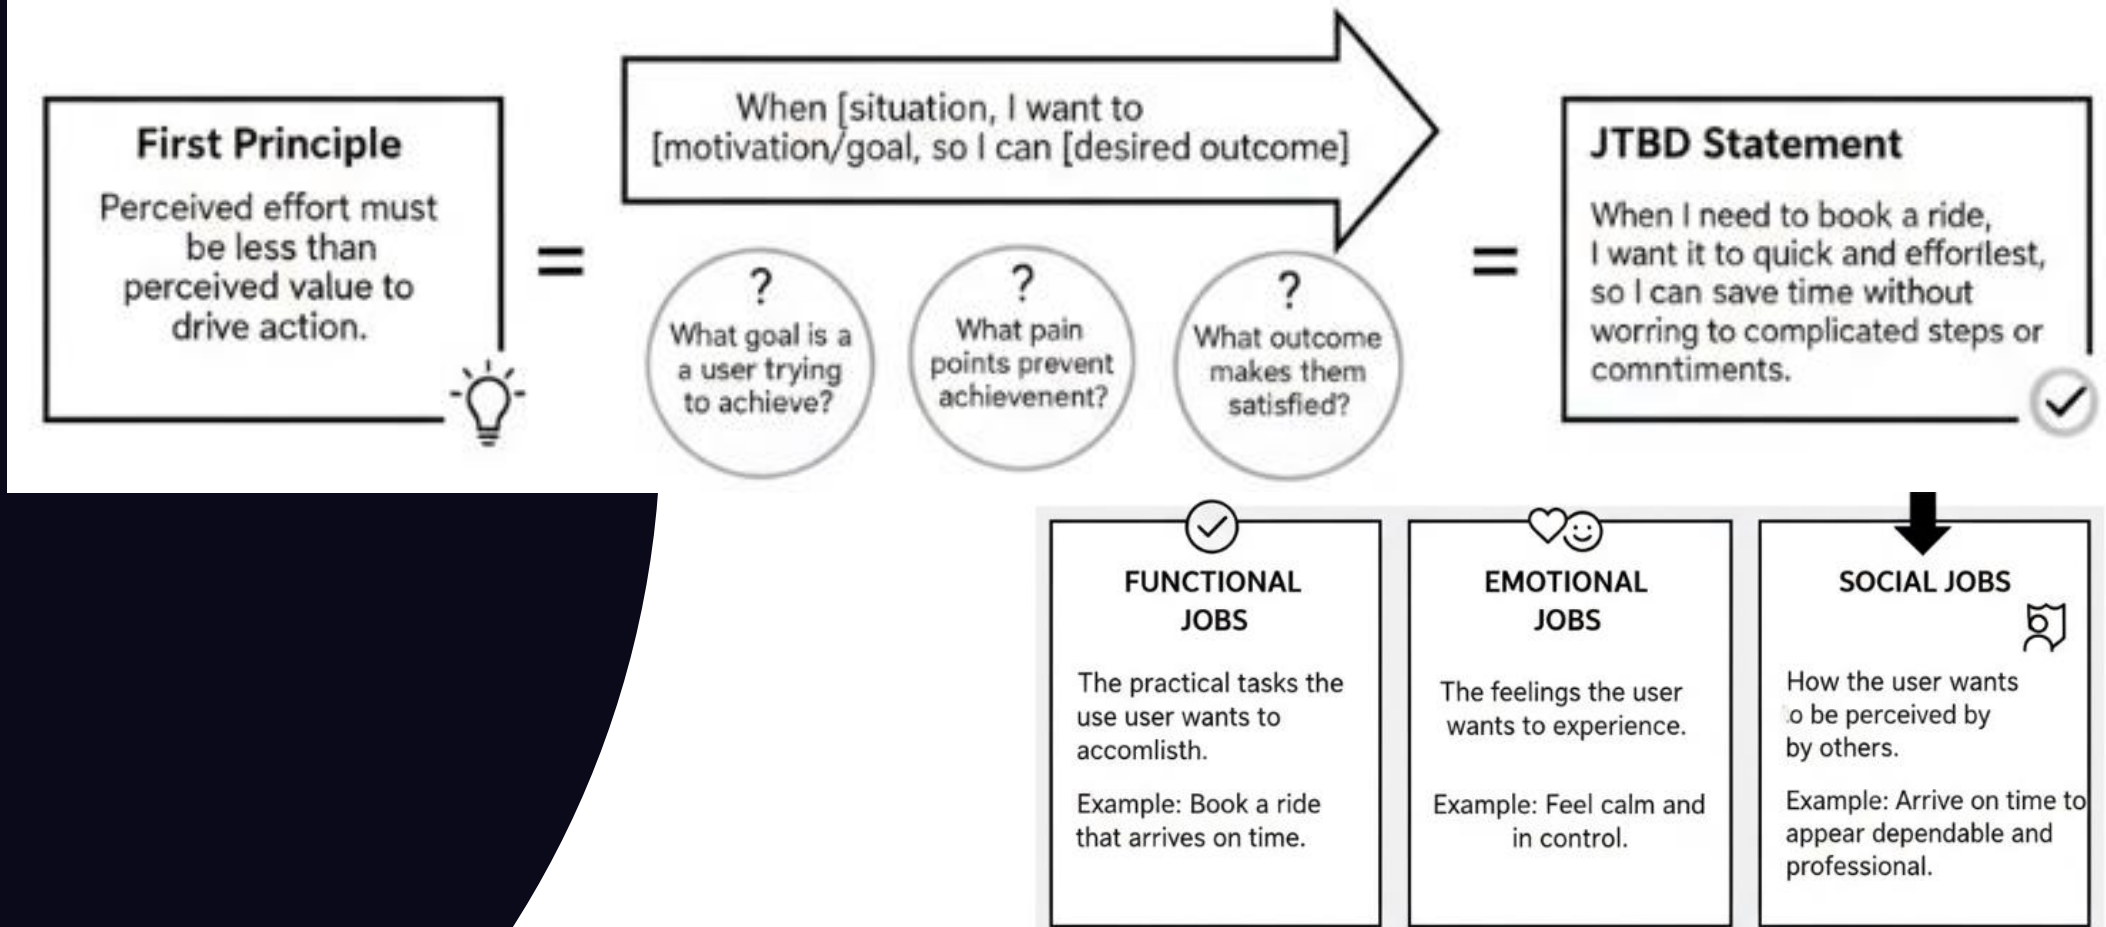 First Principle
Perceived effort must
be less than
perceived value to
drive action.
=
When [situation, I want to
[motivation/goal, so I can [desired outcome]
?
What goal is a
a user trying
to achieve?
?
What pain
points prevent
achievenent?
?
What outcome
makes them
satisfied?
=
JTBD Statement
When I need to book a ride,
I want it to quick and effortlest,
so I can save time without
worring to complicated steps or
comntiments.
FUNCTIONAL
JOBS
The practical tasks the
use user wants to
accomlisth.
Example: Book a ride
that arrives on time.
EMOTIONAL
JOBS
The feelings the user
wants to experience.
Example: Feel calm and
in control.
SOCIAL JOBS
How the user wants
to be perceived by
by others.
Example: Arrive on time to
appear dependable and
professional.